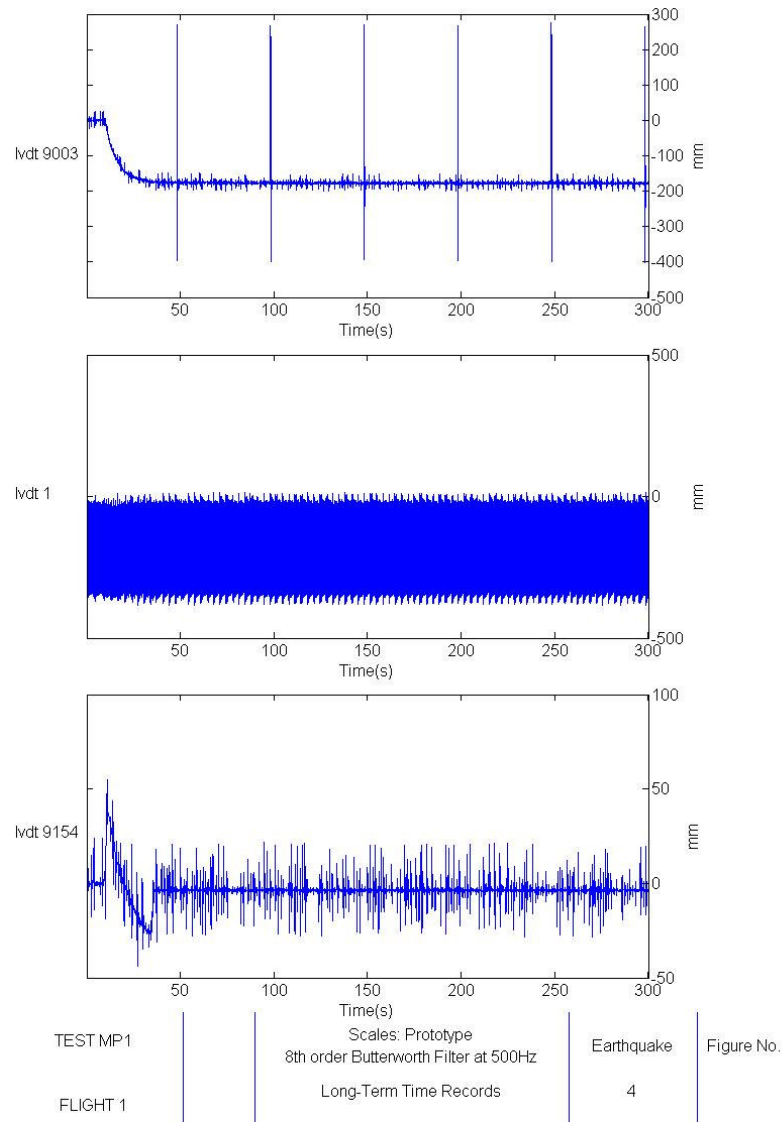 300
200
100
0
-100
-200
-300
-400
-500
lvdt 9003
mm
50 100 150 200 250 300
Time(s)
500
0
-500
lvdt 1
mm
50 100 150 200 250 300
Time(s)
100
50
0
-50
lvdt 9154
mm
50 100 150 200 250 300
Time(s)
TEST MP1
FLIGHT 1
Scales: Prototype
8th order Butterworth Filter at 500Hz
Long-Term Time Records
Earthquake
4
Figure No.